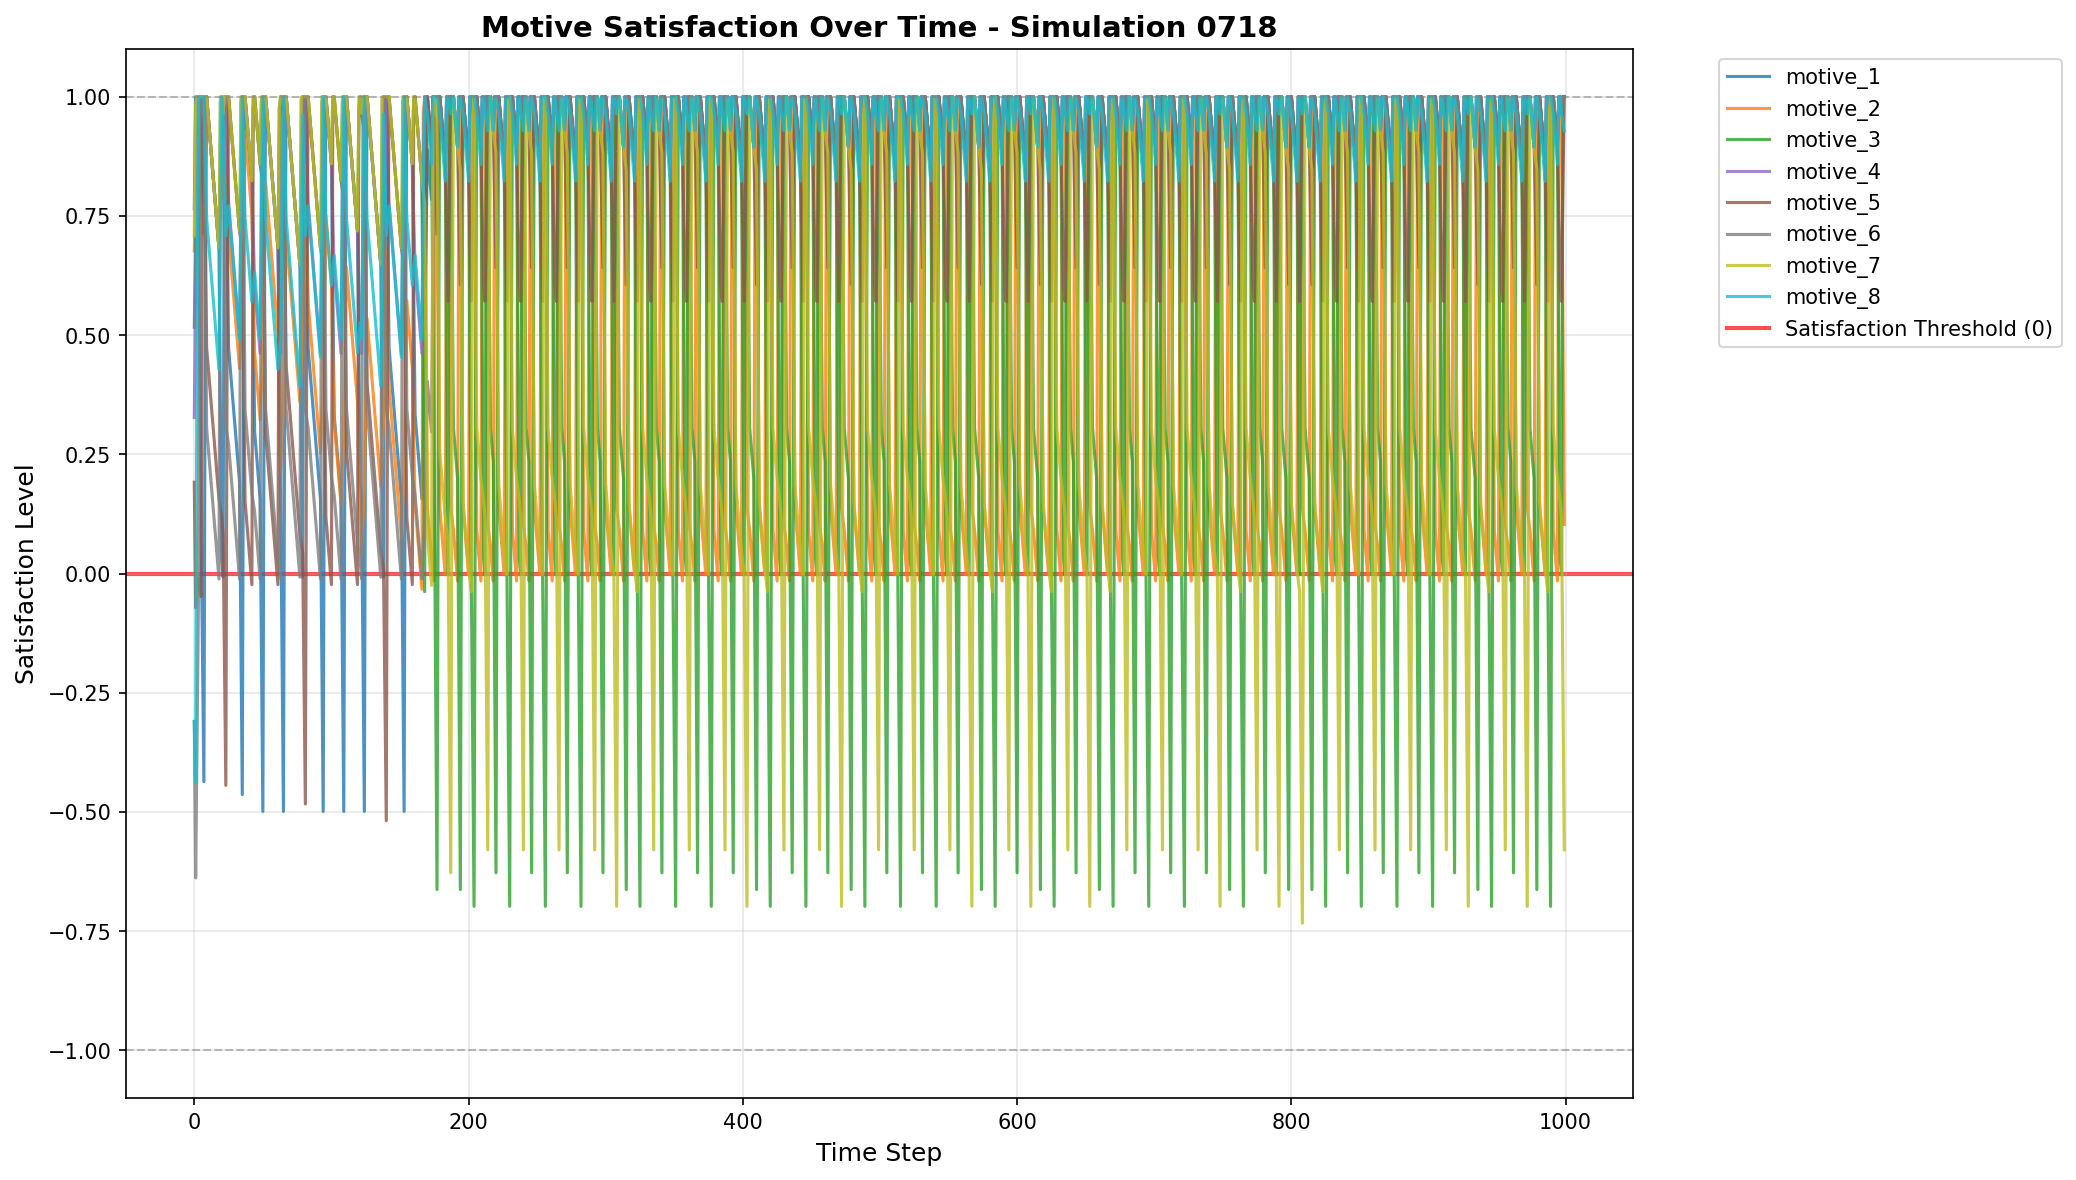 Motive Satisfaction Over Time - Simulation 0718
1.00
0.75
0.50
0.25
0.00
−0.25
−0.50
−0.75
−1.00
Satisfaction Level
0 200 400 600 800 1000
Time Step
motive_1
motive_2
motive_3
motive_4
motive_5
motive_6
motive_7
motive_8
Satisfaction Threshold (0)